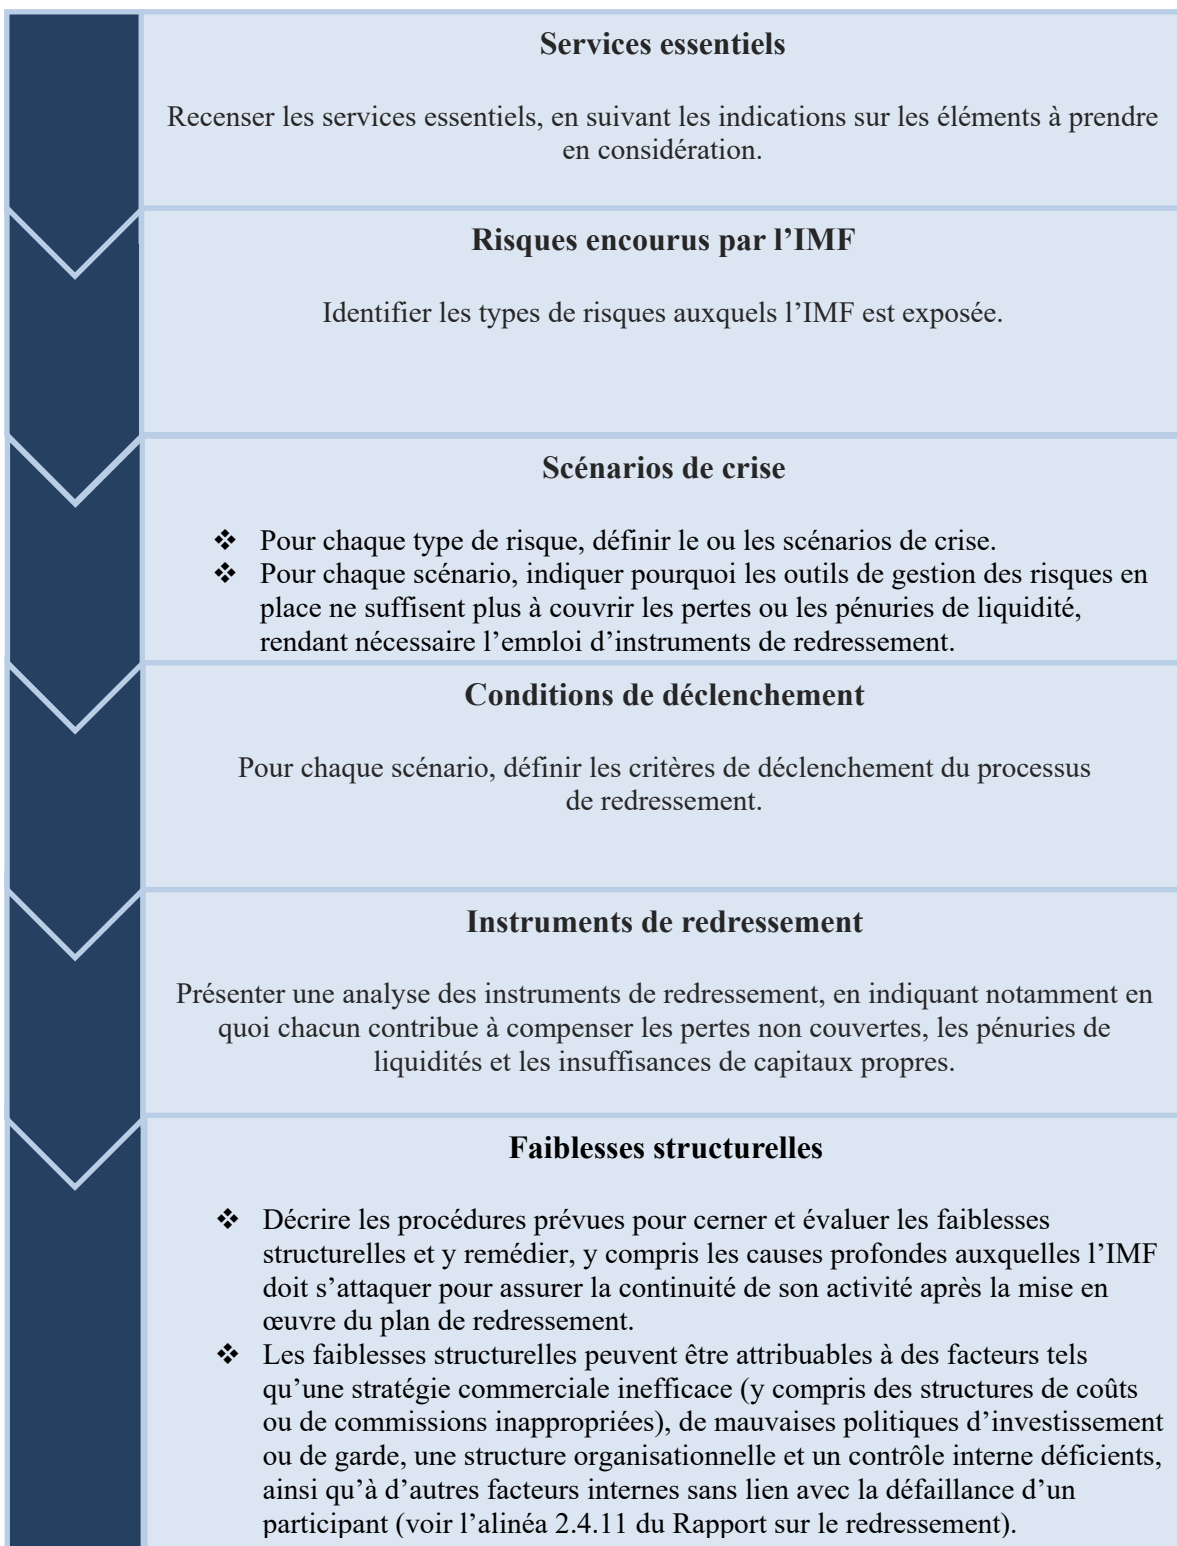 Services essentiels
Recenser les services essentiels, en suivant les indications sur les éléments à prendre
en considération.
Risques encourus par l’IMF
Identifier les types de risques auxquels l’IMF est exposée.
Scénarios de crise
❖ Pour chaque type de risque, définir le ou les scénarios de crise.
❖ Pour chaque scénario, indiquer pourquoi les outils de gestion des risques en
place ne suffisent plus à couvrir les pertes ou les pénuries de liquidité,
rendant nécessaire l’emploi d’instruments de redressement.
Conditions de déclenchement
Pour chaque scénario, définir les critères de déclenchement du processus
de redressement.
Instruments de redressement
Présenter une analyse des instruments de redressement, en indiquant notamment en
quoi chacun contribue à compenser les pertes non couvertes, les pénuries de
liquidités et les insuffisances de capitaux propres.
Faiblesses structurelles
❖ Décrire les procédures prévues pour cerner et évaluer les faiblesses
structurelles et y remédier, y compris les causes profondes auxquelles l’IMF
doit s’attaquer pour assurer la continuité de son activité après la mise en
œuvre du plan de redressement.
❖ Les faiblesses structurelles peuvent être attribuables à des facteurs tels
qu’une stratégie commerciale inefficace (y compris des structures de coûts
ou de commissions inappropriées), de mauvaises politiques d’investissement
ou de garde, une structure organisationnelle et un contrôle interne déficients,
ainsi qu’à d’autres facteurs internes sans lien avec la défaillance d’un
participant (voir l’alinéa 2.4.11 du Rapport sur le redressement).